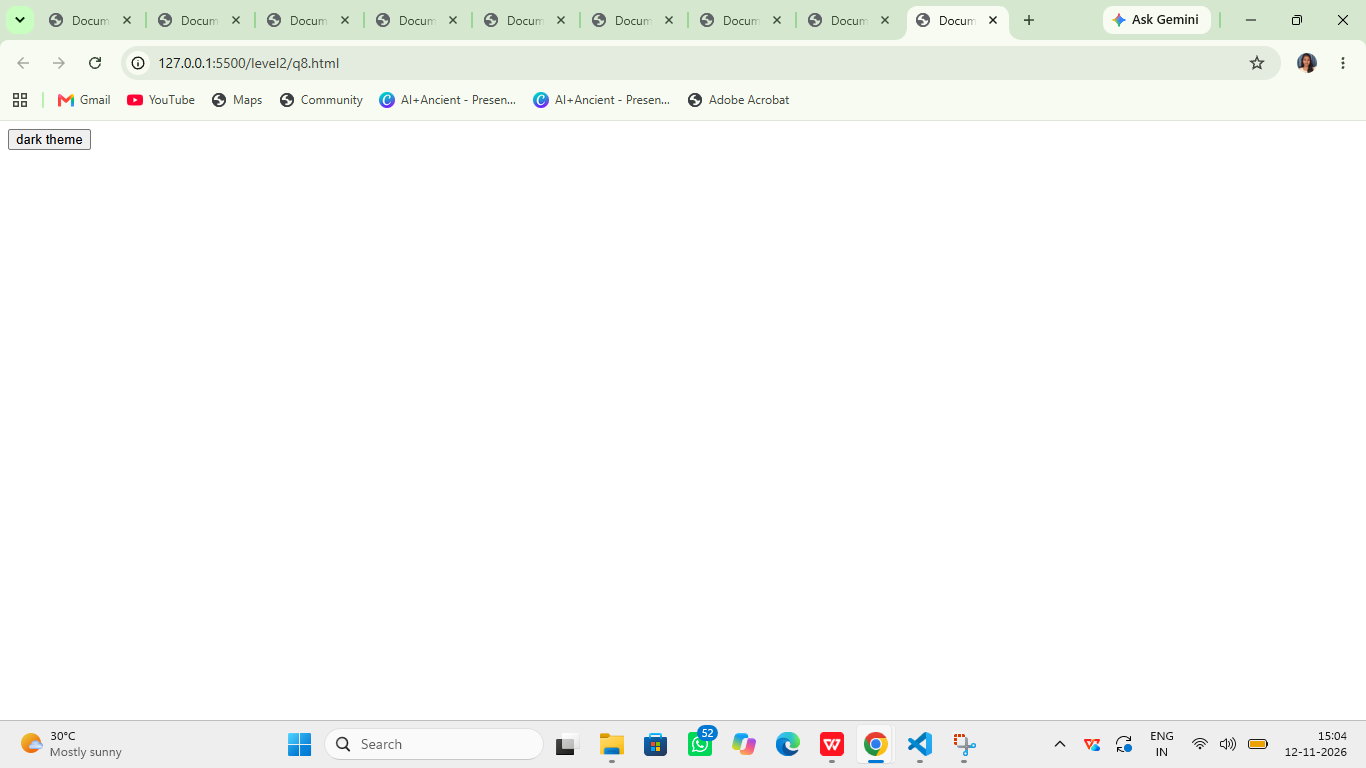 Docum
Docum
Docum
Docum
Docum
Docum
Docum
Docum
Docum
Ask Gemini
127.0.0.1:5500/level2/q8.html
Gmail
YouTube
Maps
Community
AI+Ancient - Presen...
AI+Ancient - Presen...
Adobe Acrobat
dark theme
30°C
Mostly sunny
Search
52
ENG
IN
15:04
12-11-2026